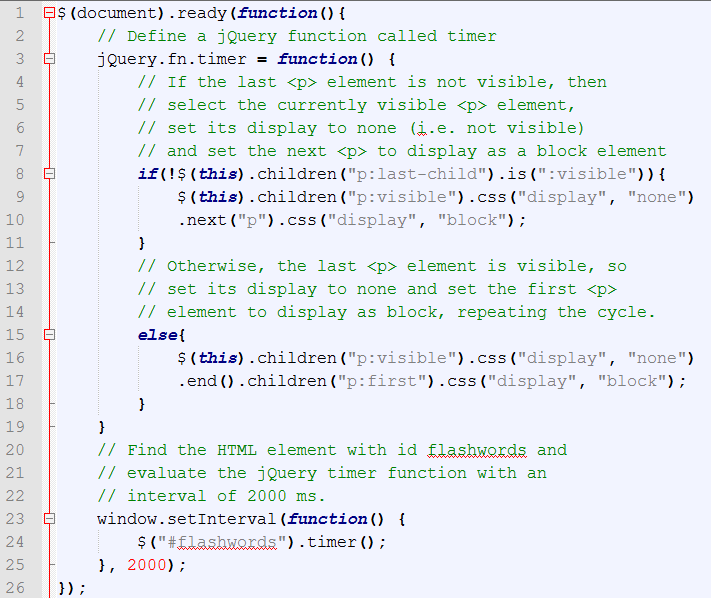 1 $(document).ready(function(){
2 // Define a jQuery function called timer
3 jQuery.fn.timer = function() {
4 // If the last <p> element is not visible, then
5 // select the currently visible <p> element,
6 // set its display to none (i.e. not visible)
7 // and set the next <p> to display as a block element
8 if(!$(this).children("p:last-child").is(":visible")){
9 $(this).children("p:visible").css("display", "none")
10 .next("p").css("display", "block");
11 }
12 // Otherwise, the last <p> element is visible, so
13 // set its display to none and set the first <p>
14 // element to display as block, repeating the cycle.
15 else{
16 $(this).children("p:visible").css("display", "none")
17 .end().children("p:first").css("display", "block");
18 }
19 }
20 // Find the HTML element with id flashwords and
21 // evaluate the jQuery timer function with an
22 // interval of 2000 ms.
23 window.setInterval(function() {
24 $("#flashwords").timer();
25 }, 2000);
26 });